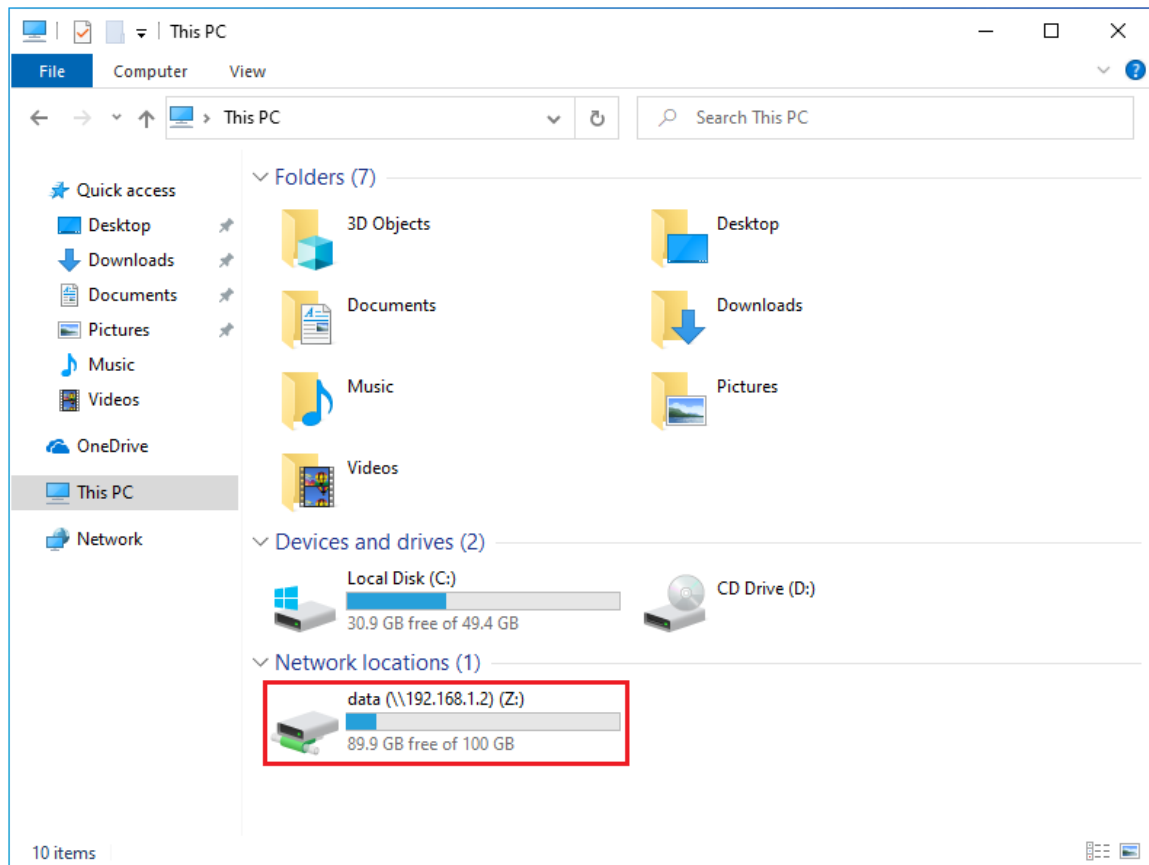 This PC
File Computer View
This PC
Search This PC
Quick access
Desktop
Downloads
Documents
Pictures
Music
Videos
OneDrive
This PC
Network
Folders (7)
3D Objects
Desktop
Documents
Downloads
Music
Pictures
Videos
Devices and drives (2)
Local Disk (C:)
30.9 GB free of 49.4 GB
CD Drive (D:)
Network locations (1)
data (\\192.168.1.2) (Z:)
89.9 GB free of 100 GB
10 items